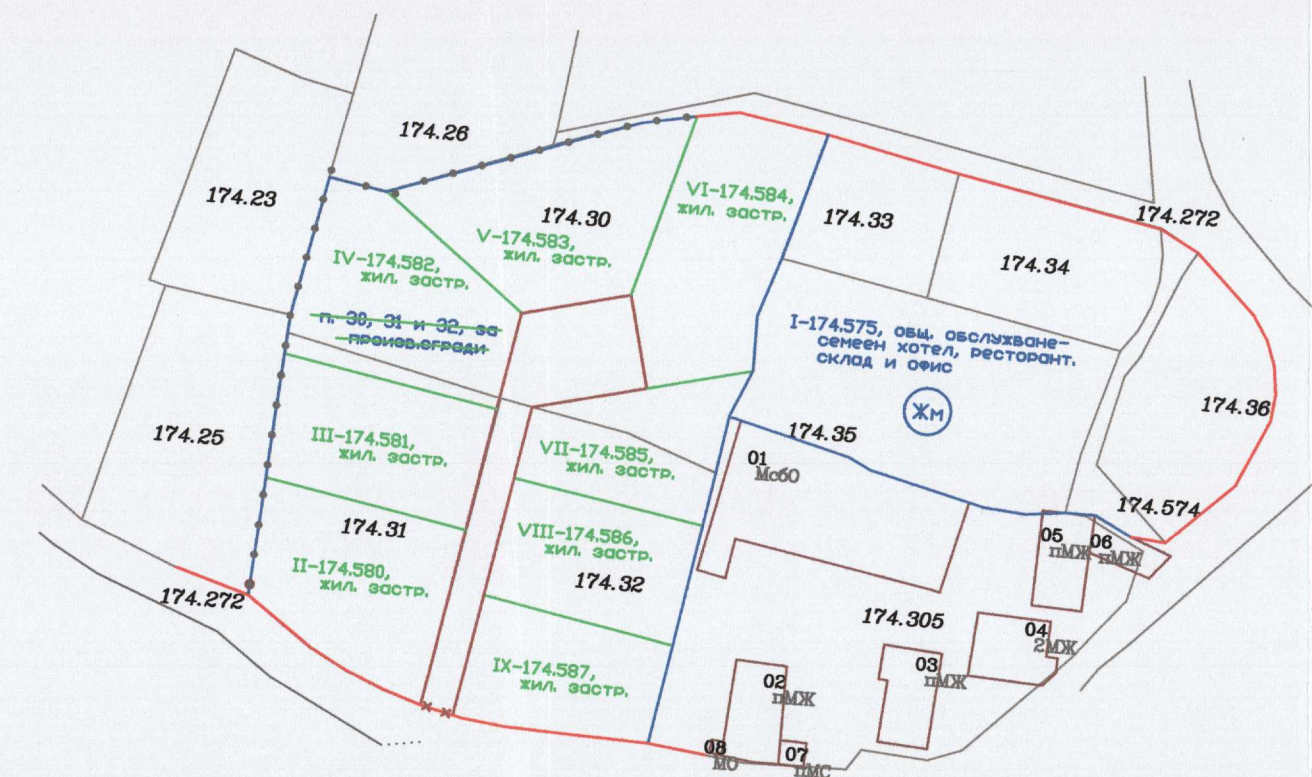 174.26
174.23
174.30
VI-174.584,
жил. застр.
174.33
174.272
V-174.583,
жил. застр.
174.34
IV-174.582,
жил. застр.
п. 30, 31 и 32, за
произв.сгради
I-174.575, общ. обслужване-
семеен хотел, ресторант,
склад и офис
Жм
174.36
174.25
III-174.581,
жил. застр.
174.35
VII-174.585,
жил. застр.
01
МсбО
174.574
174.31
VIII-174.586,
жил. застр.
05
пМЖ
06
пМЖ
II-174.580,
жил. застр.
174.32
174.272
174.305
04
2МЖ
IX-174.587,
жил. застр.
03
пМЖ
02
пМЖ
08
МО
07
пМС